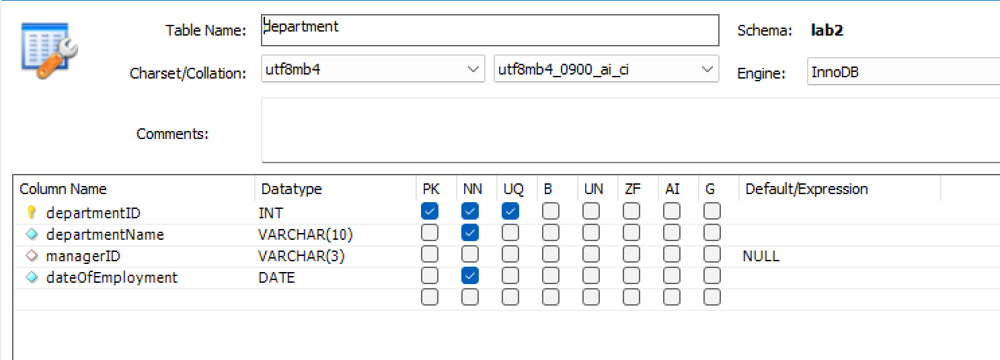 Table Name: department Schema: lab2
Charset/Collation: utf8mb4 utf8mb4_0900_ai_ci Engine: InnoDB
Comments:
Column Name Datatype PK NN UQ B UN ZF AI G Default/Expression
departmentID INT
departmentName VARCHAR(10)
managerID VARCHAR(3) NULL
dateOfEmployment DATE